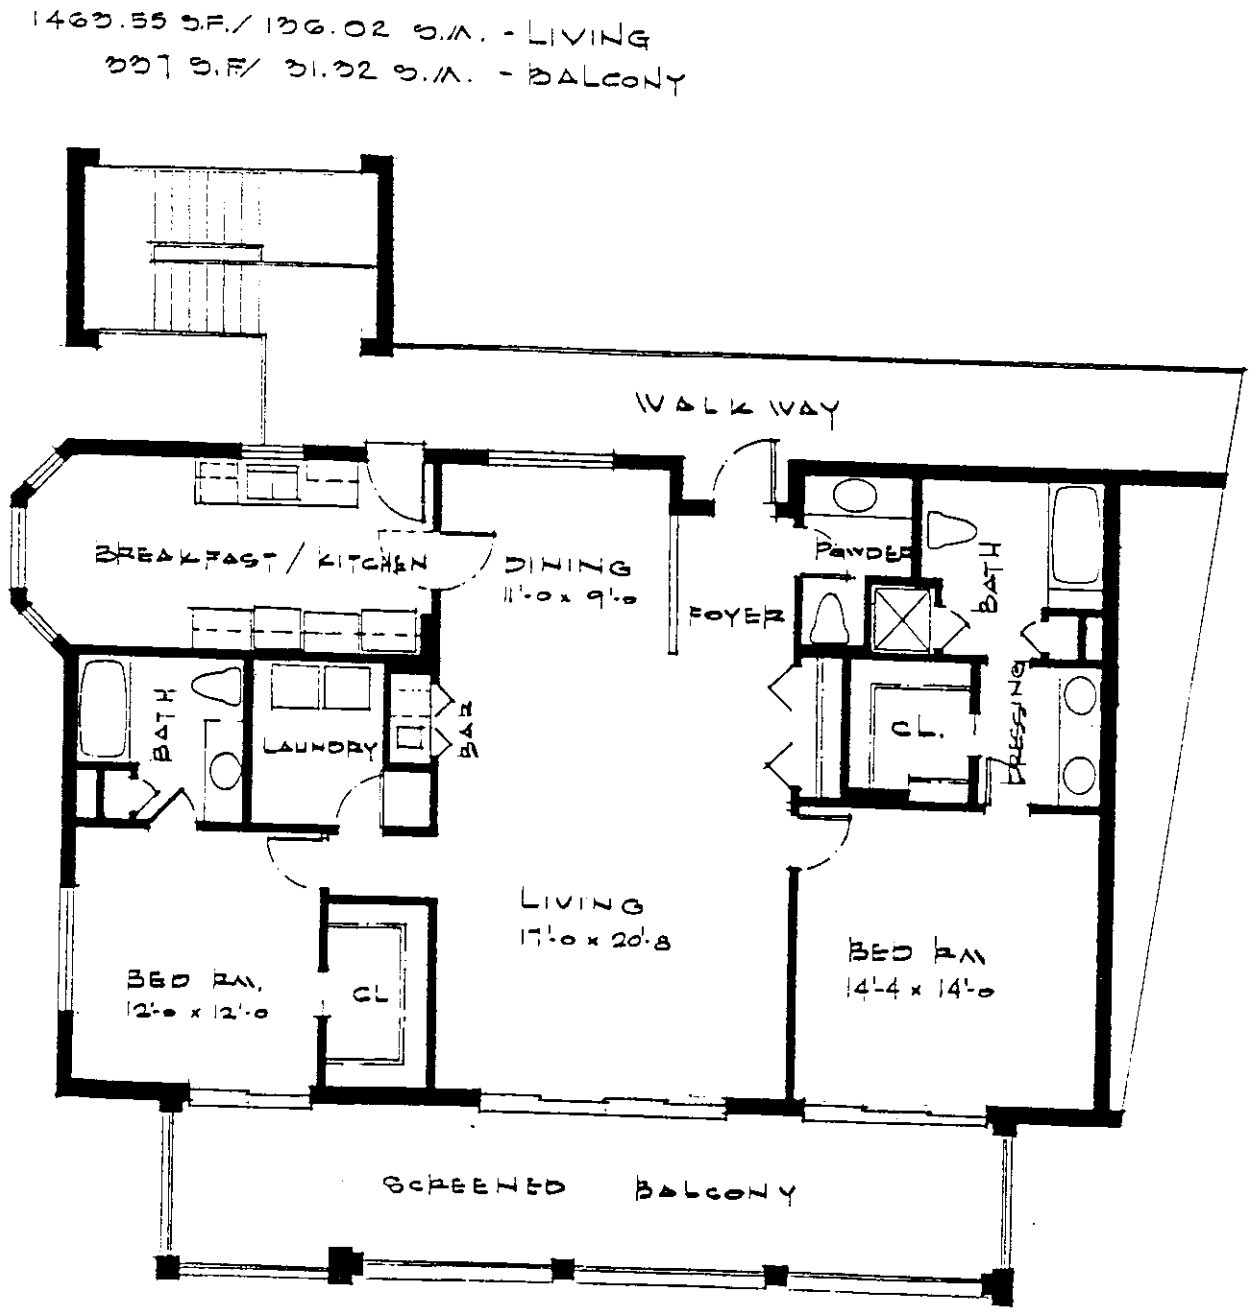 1463.55 S.F./ 136.02 S.M. - LIVING
337 S.F/ 31.32 S.M. - BALCONY
WALK WAY
BREAKFAST / KITCHEN
DINING
11'-0 x 9'-0
FOYER
POWDER
BATH
BATH
LAUNDRY
BAR
CL.
DRESSING
LIVING
17'-0 x 20'-8
BED RM
14'-4 x 14'-0
BED RM.
12'-0 x 12'-0
CL
SCREENED BALCONY